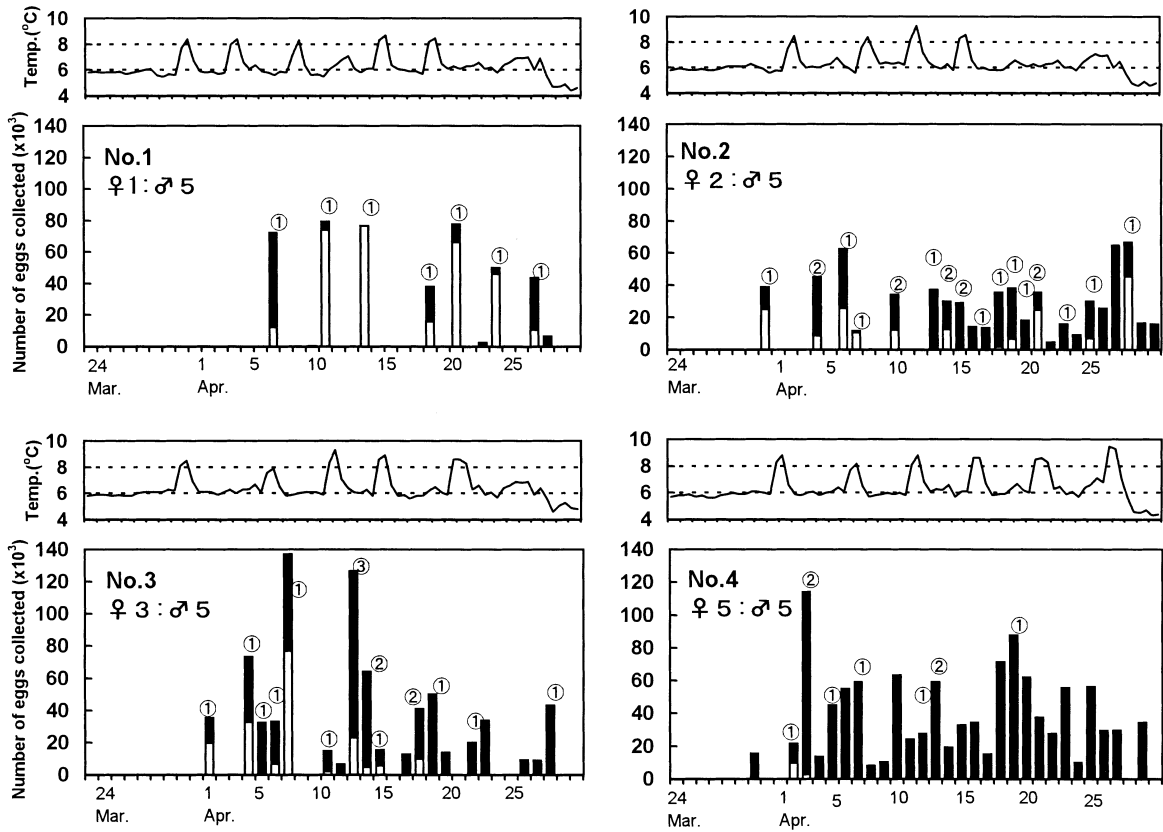 Temp.(°C)
10
8
6
4
10
8
6
4
Number of eggs collected (x10³)
140
120
100
80
60
40
20
0
No.1
♀1:♂5
① ① ① ① ① ① ①
24 1 5 10 15 20 25
Mar. Apr.
140
120
100
80
60
40
20
0
No.2
♀2:♂5
① ② ① ① ② ① ② ② ① ① ① ① ② ① ① ①
24 1 5 10 15 20 25
Mar. Apr.
Temp.(°C)
10
8
6
4
10
8
6
4
Number of eggs collected (x10³)
140
120
100
80
60
40
20
0
No.3
♀3:♂5
① ① ① ① ① ① ③ ② ① ② ① ① ①
24 1 5 10 15 20 25
Mar. Apr.
140
120
100
80
60
40
20
0
No.4
♀5:♂5
① ② ① ① ① ② ①
24 1 5 10 15 20 25
Mar. Apr.